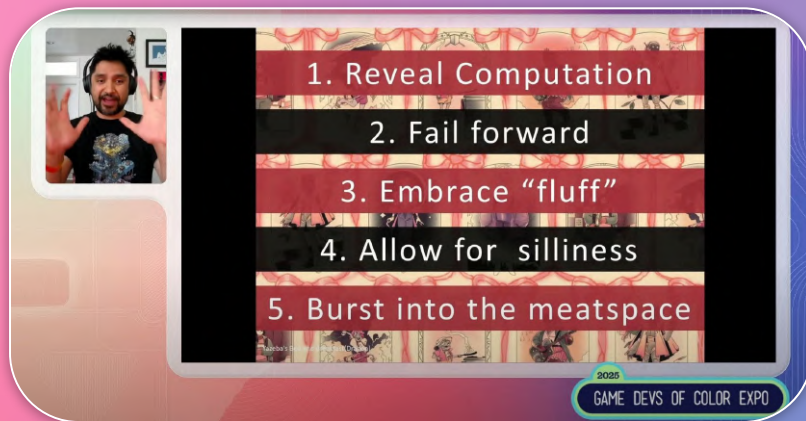 1. Reveal Computation
2. Fail forward
3. Embrace “fluff”
4. Allow for silliness
5. Burst into the meatspace
2025
GAME DEVS OF COLOR EXPO